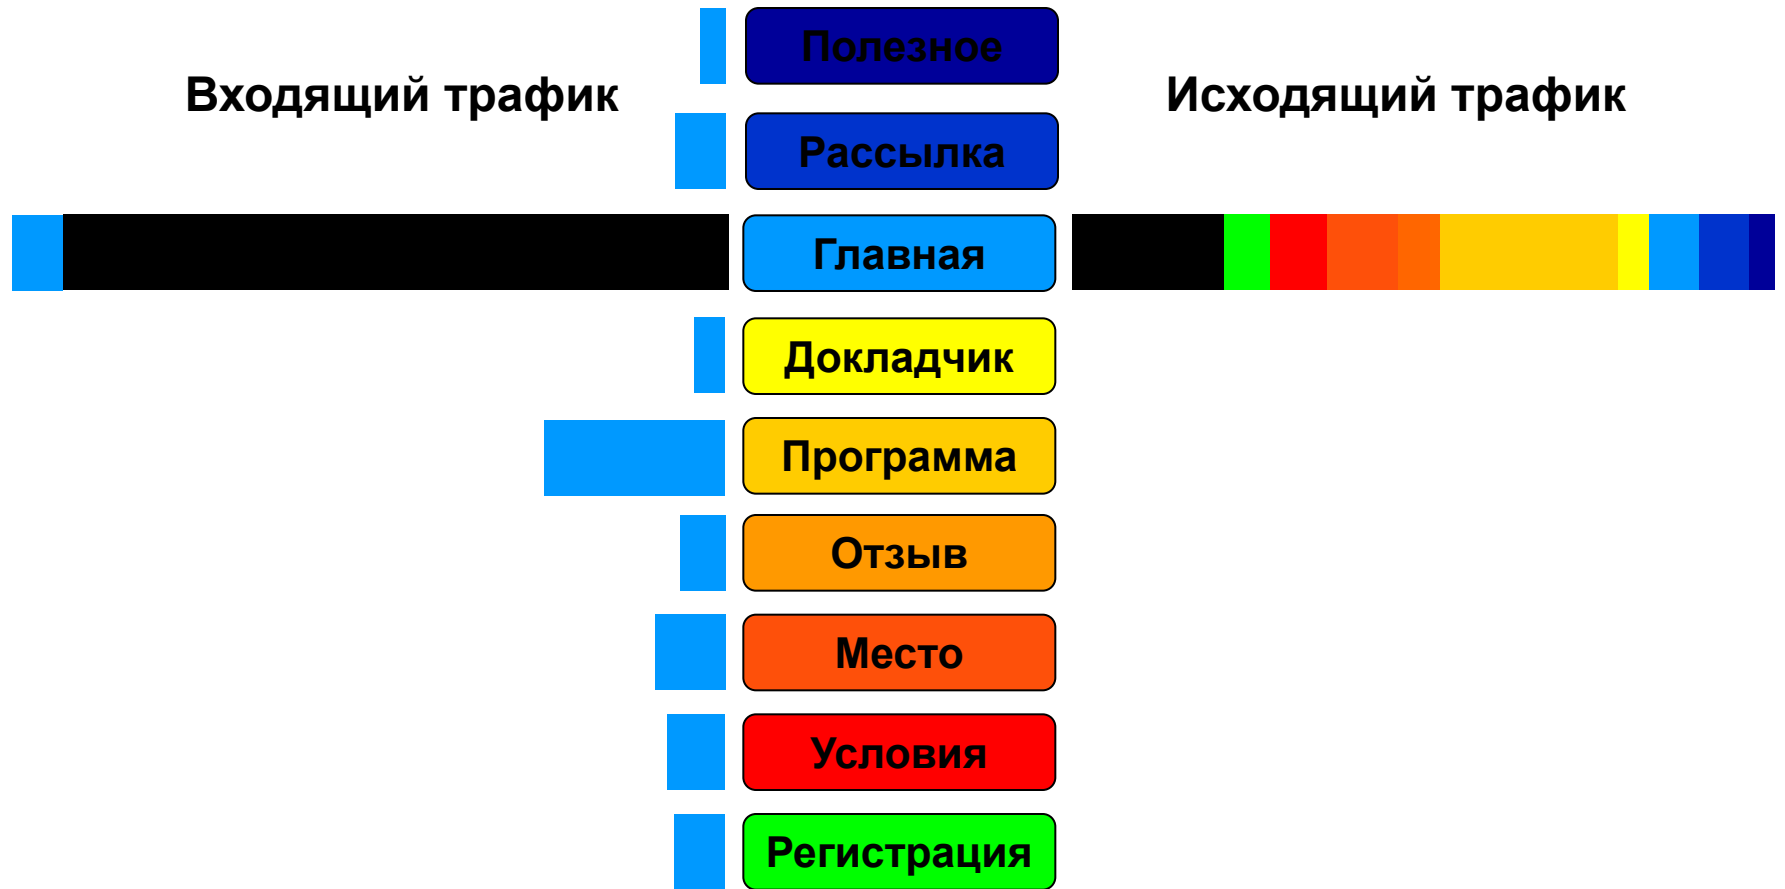 Полезное
Входящий трафик
Исходящий трафик
Рассылка
Главная
Докладчик
Программа
Отзыв
Место
Условия
Регистрация